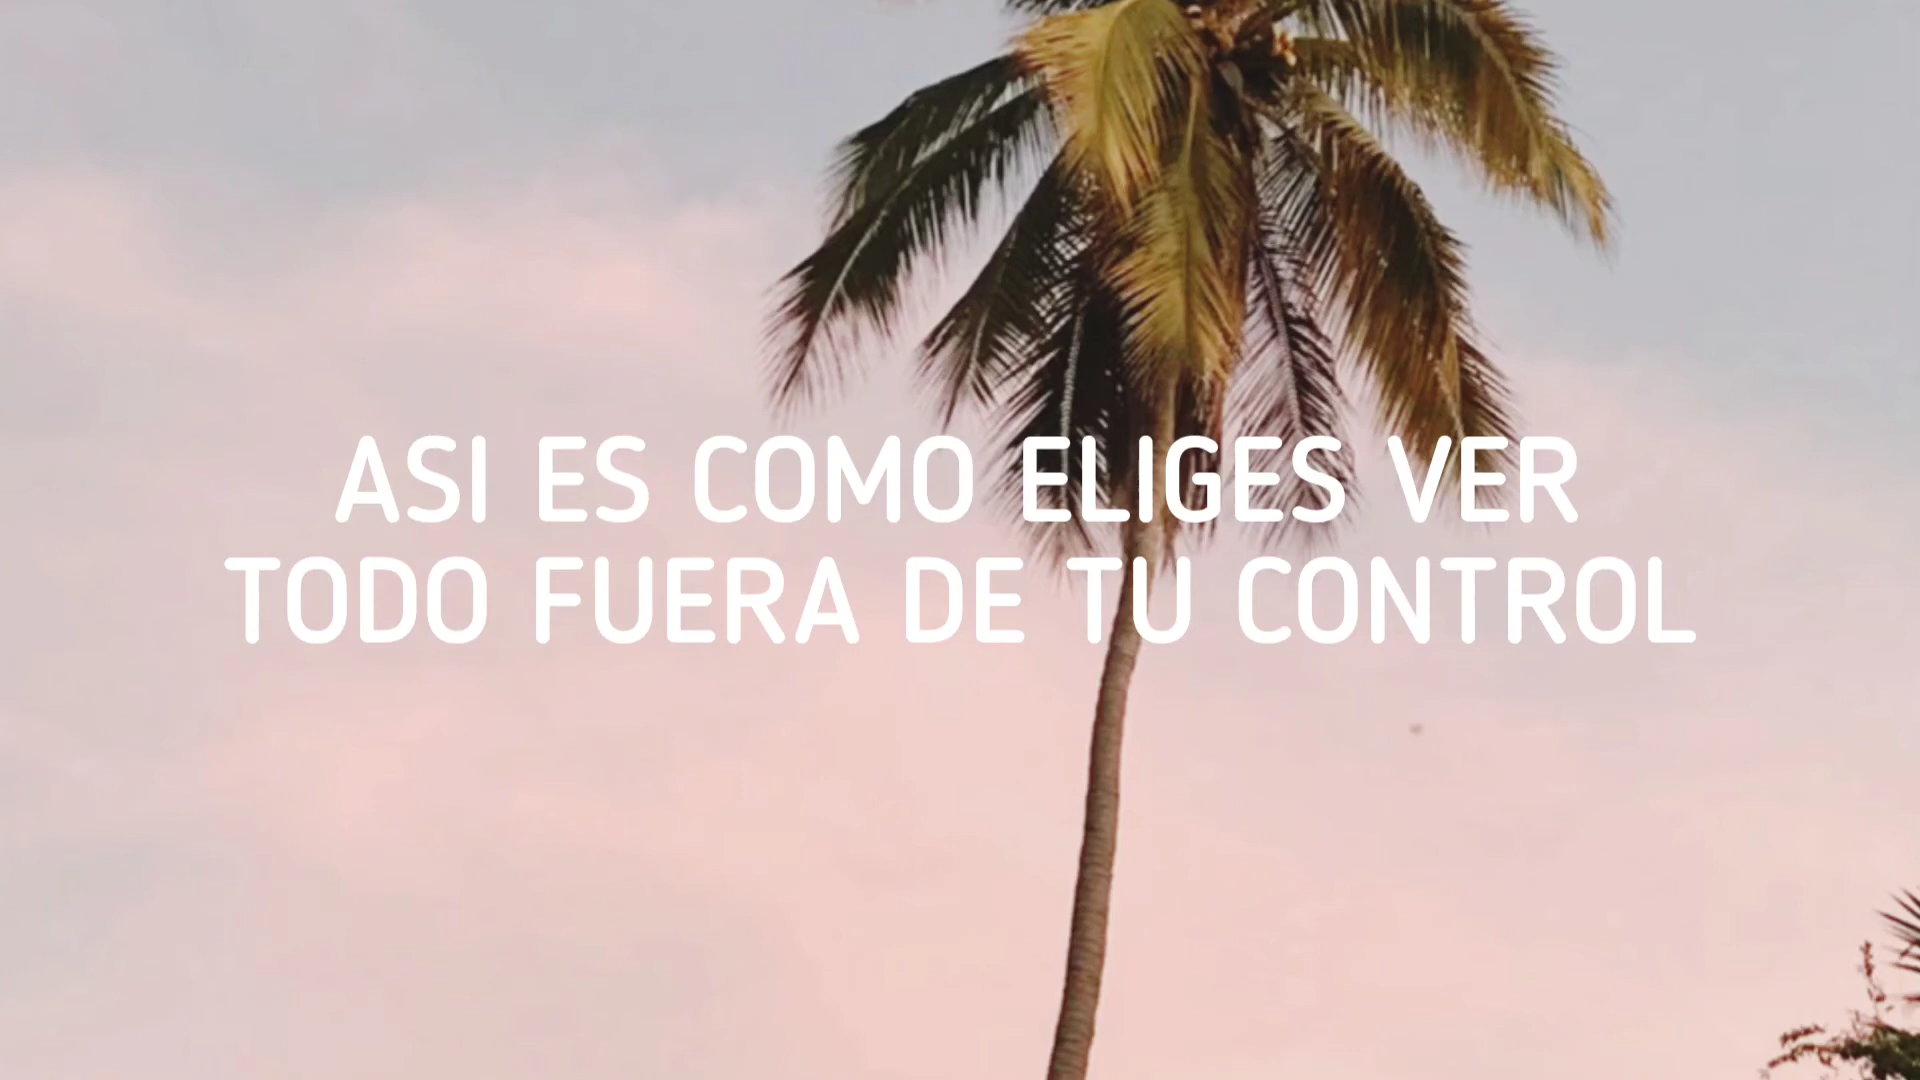 ASI ES COMO ELIGES VER
TODO FUERA DE TU CONTROL